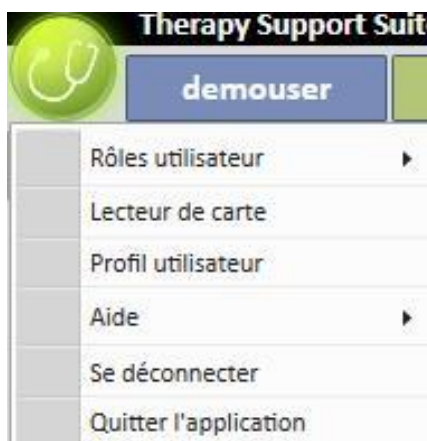 Therapy Support Suit
demouser
Rôles utilisateur
Lecteur de carte
Profil utilisateur
Aide
Se déconnecter
Quitter l'application